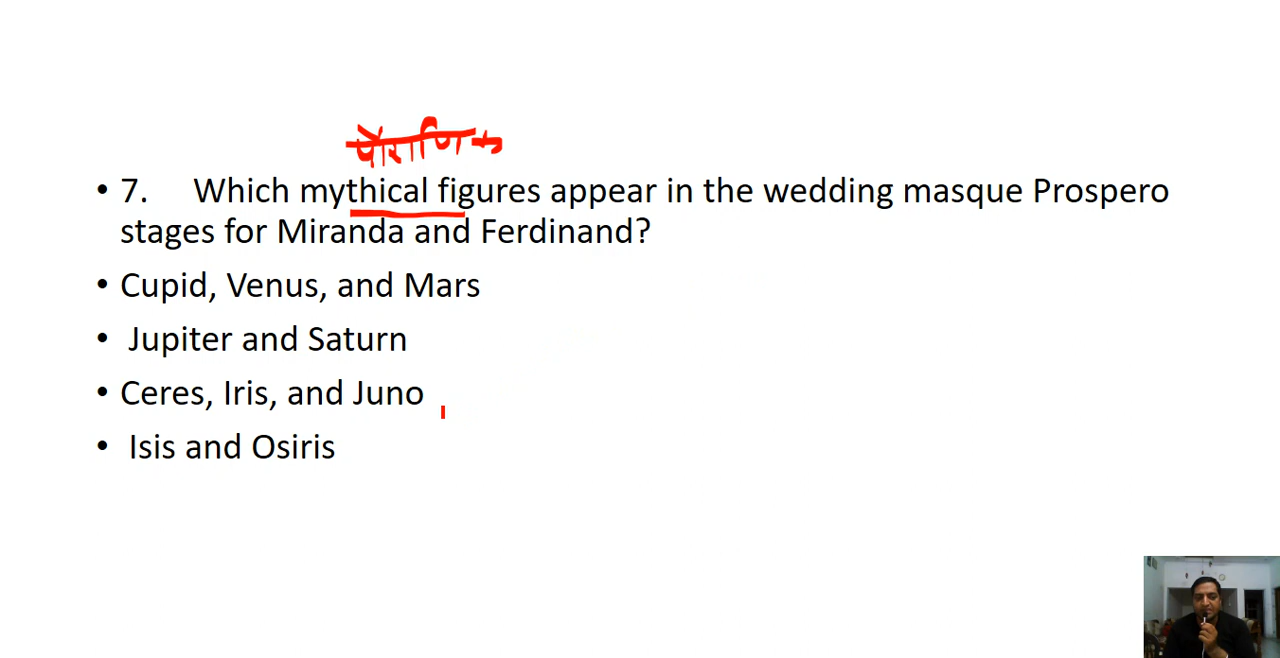 पौराणिक
• 7. Which mythical figures appear in the wedding masque Prospero
stages for Miranda and Ferdinand?
• Cupid, Venus, and Mars
• Jupiter and Saturn
• Ceres, Iris, and Juno
• Isis and Osiris